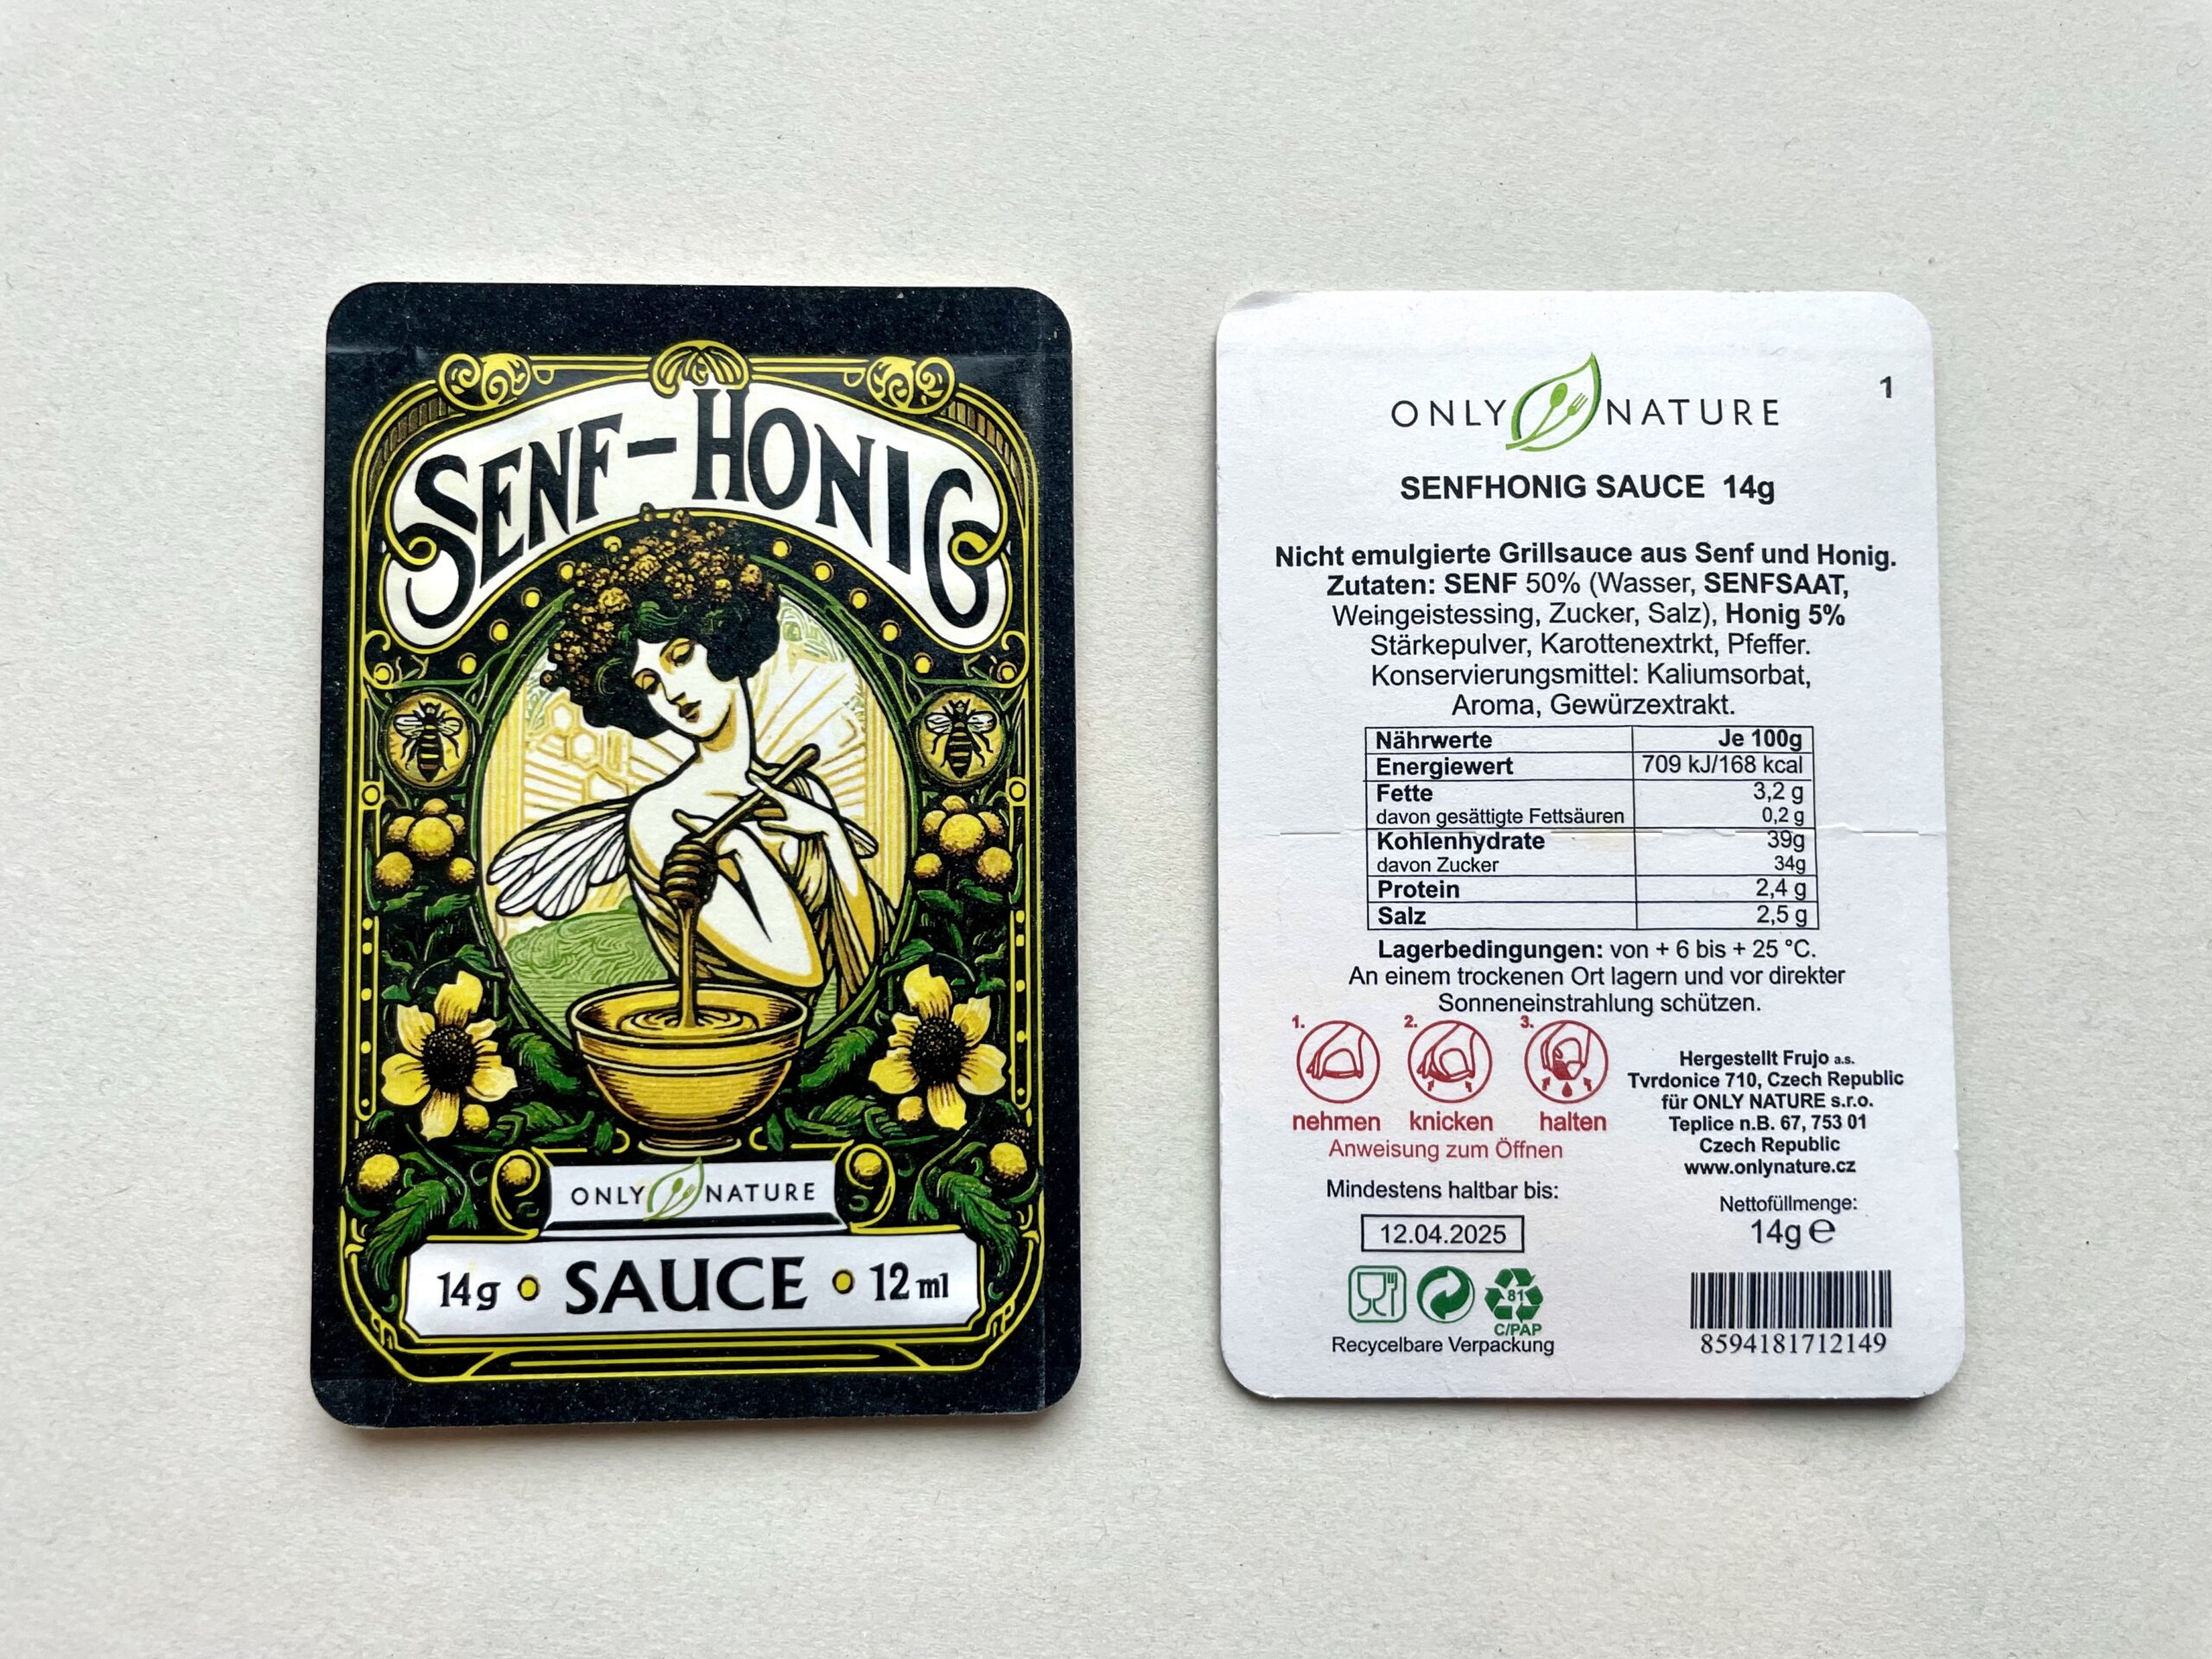 SENF-HONIG
ONLY NATURE
14g • SAUCE • 12 ml
ONLY NATURE
1
SENFHONIG SAUCE 14g
Nicht emulgierte Grillsauce aus Senf und Honig.
Zutaten: SENF 50% (Wasser, SENFSAAT,
Weingeistessing, Zucker, Salz), Honig 5%
Stärkepulver, Karottenextrkt, Pfeffer.
Konservierungsmittel: Kaliumsorbat,
Aroma, Gewürzextrakt.
Nährwerte Je 100g
Energiewert 709 kJ/168 kcal
Fette 3,2 g
davon gesättigte Fettsäuren 0,2 g
Kohlenhydrate 39g
davon Zucker 34g
Protein 2,4 g
Salz 2,5 g
Lagerbedingungen: von + 6 bis + 25 °C.
An einem trockenen Ort lagern und vor direkter
Sonneneinstrahlung schützen.
1. 2. 3.
nehmen knicken halten
Anweisung zum Öffnen
Hergestellt Frujo a.s.
Tvrdonice 710, Czech Republic
für ONLY NATURE s.r.o.
Teplice n.B. 67, 753 01
Czech Republic
www.onlynature.cz
Mindestens haltbar bis:
12.04.2025
Nettofüllmenge:
14g e
81
C/PAP
Recycelbare Verpackung
8594181712149